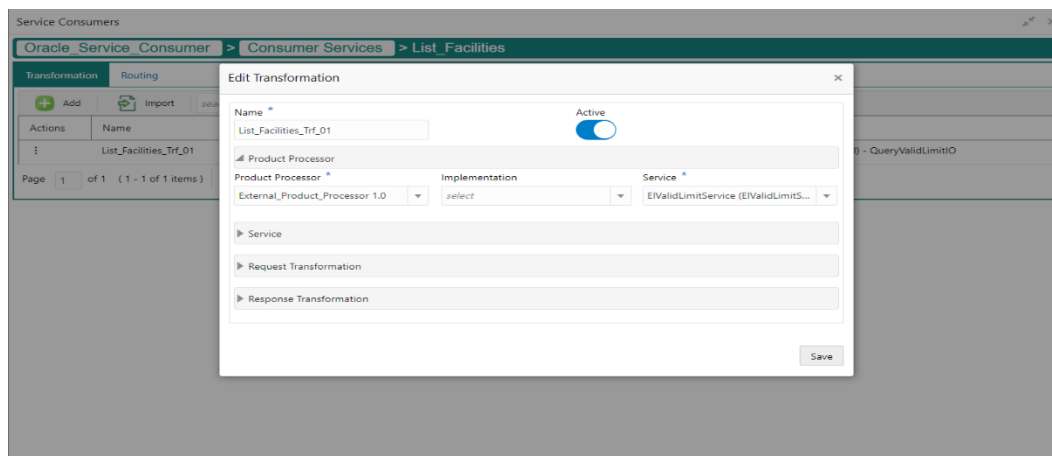 Service Consumers
Oracle_Service_Consumer > Consumer Services > List_Facilities
Transformation Routing
Edit Transformation
Add Import
Name * Active
List_Facilities_Trf_01
Actions Name
List_Facilities_Trf_01 - QueryValidLimitIO
Product Processor
Page 1 of 1 (1 - 1 of 1 items)
Product Processor * Implementation Service *
External_Product_Processor 1.0 select EIValidLimitService (EIValidLimitS...
Service
Request Transformation
Response Transformation
Save